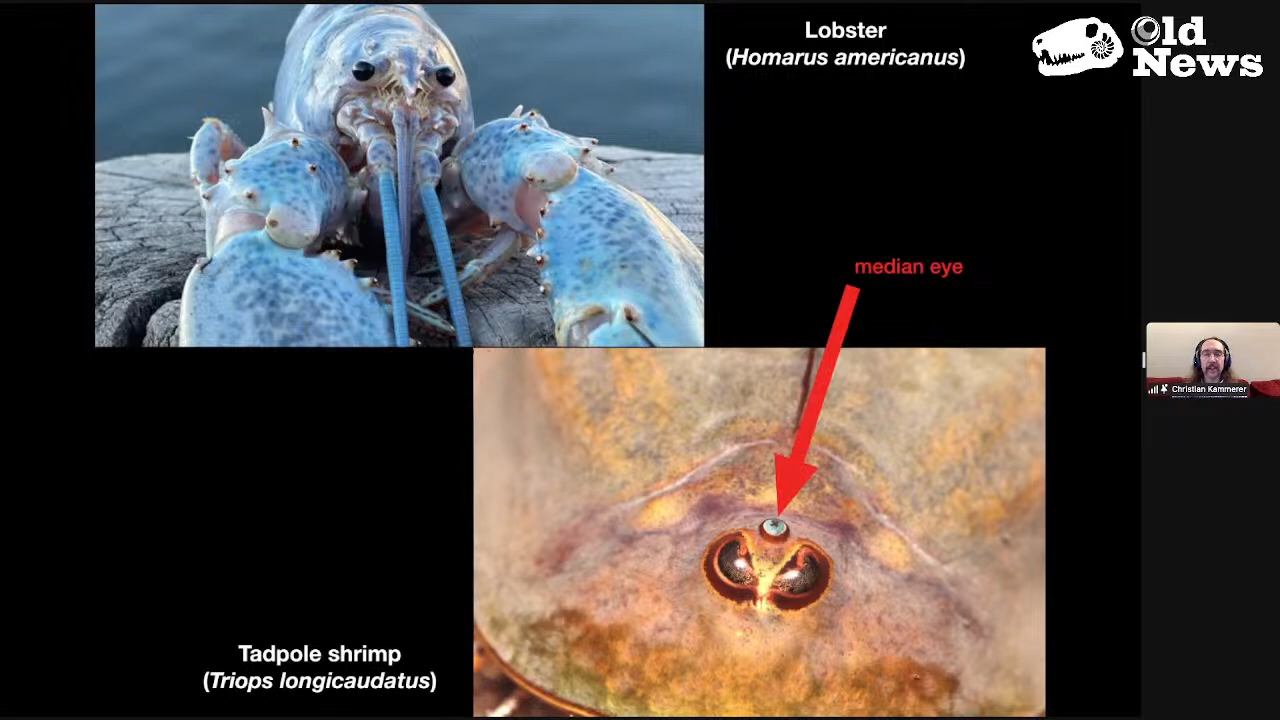 Lobster
(Homarus americanus)
Old
News
median eye
Christian Kammerer
Tadpole shrimp
(Triops longicaudatus)